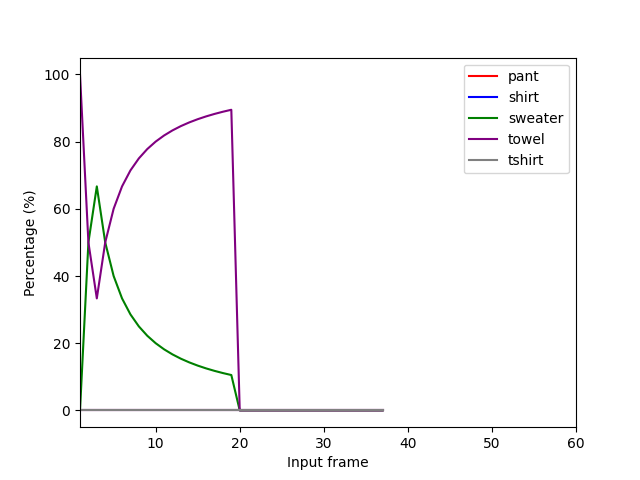 pant
shirt
sweater
towel
tshirt
Percentage (%)
100
80
60
40
20
0
10 20 30 40 50 60
Input frame